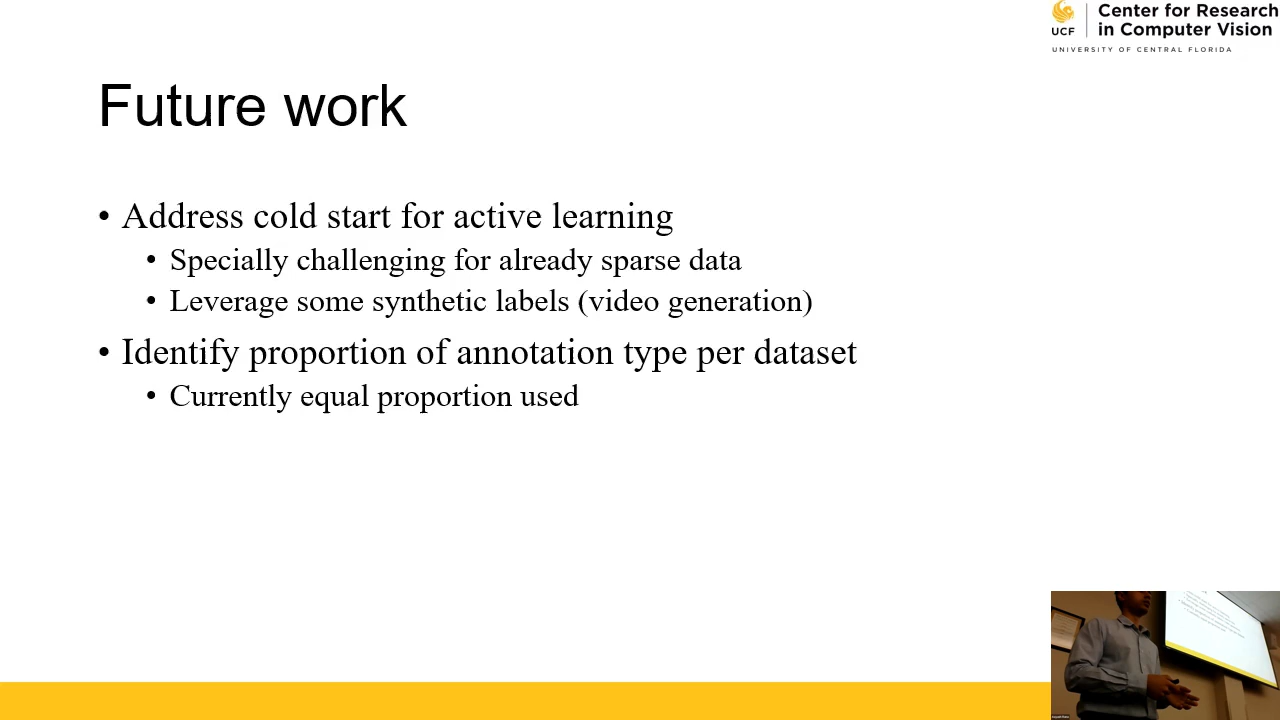 UCF
Center for Research
in Computer Vision
UNIVERSITY OF CENTRAL FLORIDA
Future work
• Address cold start for active learning
• Specially challenging for already sparse data
• Leverage some synthetic labels (video generation)
• Identify proportion of annotation type per dataset
• Currently equal proportion used